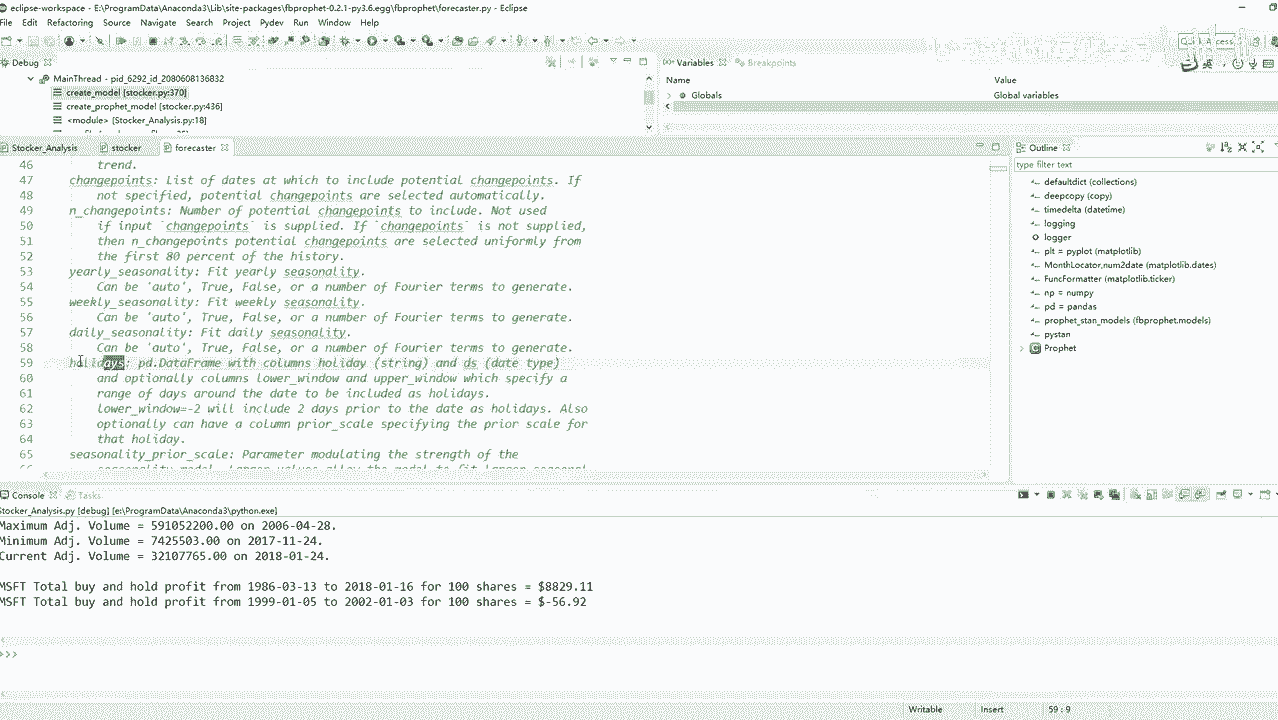 eclipse-workspace - E:\ProgramData\Anaconda3\Lib\site-packages\fbprophet-0.2.1-py3.6.egg\fbprophet\forecaster.py - Eclipse
File Edit Refactoring Source Navigate Search Project Pydev Run Window Help
Debug
MainThread - pid_6292_id_2080608136832
create_model [stocker.py:370]
create_prophet_model [stocker.py:436]
<module> [Stocker_Analysis.py:18]
Variables Breakpoints
Name Value
Globals Global variables
Stocker_Analysis stocker forecaster
46 trend.
47 changepoints: List of dates at which to include potential changepoints. If
48 not specified, potential changepoints are selected automatically.
49 n_changepoints: Number of potential changepoints to include. Not used
50 if input `changepoints` is supplied. If `changepoints` is not supplied,
51 then n_changepoints potential changepoints are selected uniformly from
52 the first 80 percent of the history.
53 yearly_seasonality: Fit yearly seasonality.
54 Can be 'auto', True, False, or a number of Fourier terms to generate.
55 weekly_seasonality: Fit weekly seasonality.
56 Can be 'auto', True, False, or a number of Fourier terms to generate.
57 daily_seasonality: Fit daily seasonality.
58 Can be 'auto', True, False, or a number of Fourier terms to generate.
59 holidays: pd.DataFrame with columns holiday (string) and ds (date type)
60 and optionally columns lower_window and upper_window which specify a
61 range of days around the date to be included as holidays.
62 lower_window=-2 will include 2 days prior to the date as holidays. Also
63 optionally can have a column prior_scale specifying the prior scale for
64 that holiday.
65 seasonality_prior_scale: Parameter modulating the strength of the
Outline
type filter text
defaultdict (collections)
deepcopy (copy)
timedelta (datetime)
logging
logger
plt = pyplot (matplotlib)
MonthLocator,num2date (matplotlib.dates)
FuncFormatter (matplotlib.ticker)
np = numpy
pd = pandas
prophet_stan_models (fbprophet.models)
pystan
Prophet
Console Tasks
Stocker_Analysis.py [debug] [e:\ProgramData\Anaconda3\python.exe]
Maximum Adj. Volume = 591052200.00 on 2006-04-28.
Minimum Adj. Volume = 7425503.00 on 2017-11-24.
Current Adj. Volume = 32107765.00 on 2018-01-24.
MSFT Total buy and hold profit from 1986-03-13 to 2018-01-16 for 100 shares = $8829.11
MSFT Total buy and hold profit from 1999-01-05 to 2002-01-03 for 100 shares = $-56.92
>>>
Writable Insert 59 : 9